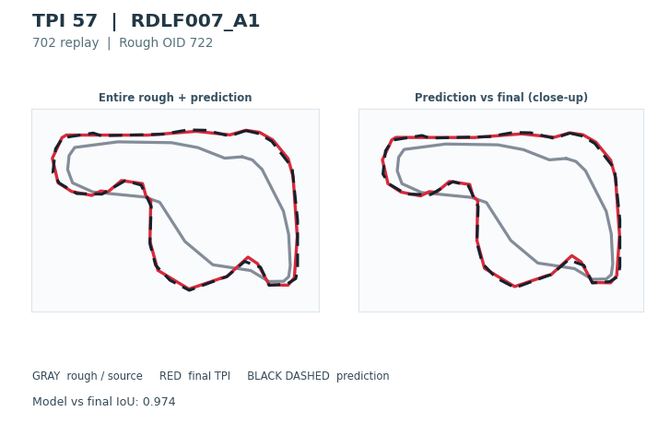 TPI 57 | RDLF007_A1
702 replay | Rough OID 722
Entire rough + prediction
Prediction vs final (close-up)
GRAY rough / source RED final TPI BLACK DASHED prediction
Model vs final IoU: 0.974